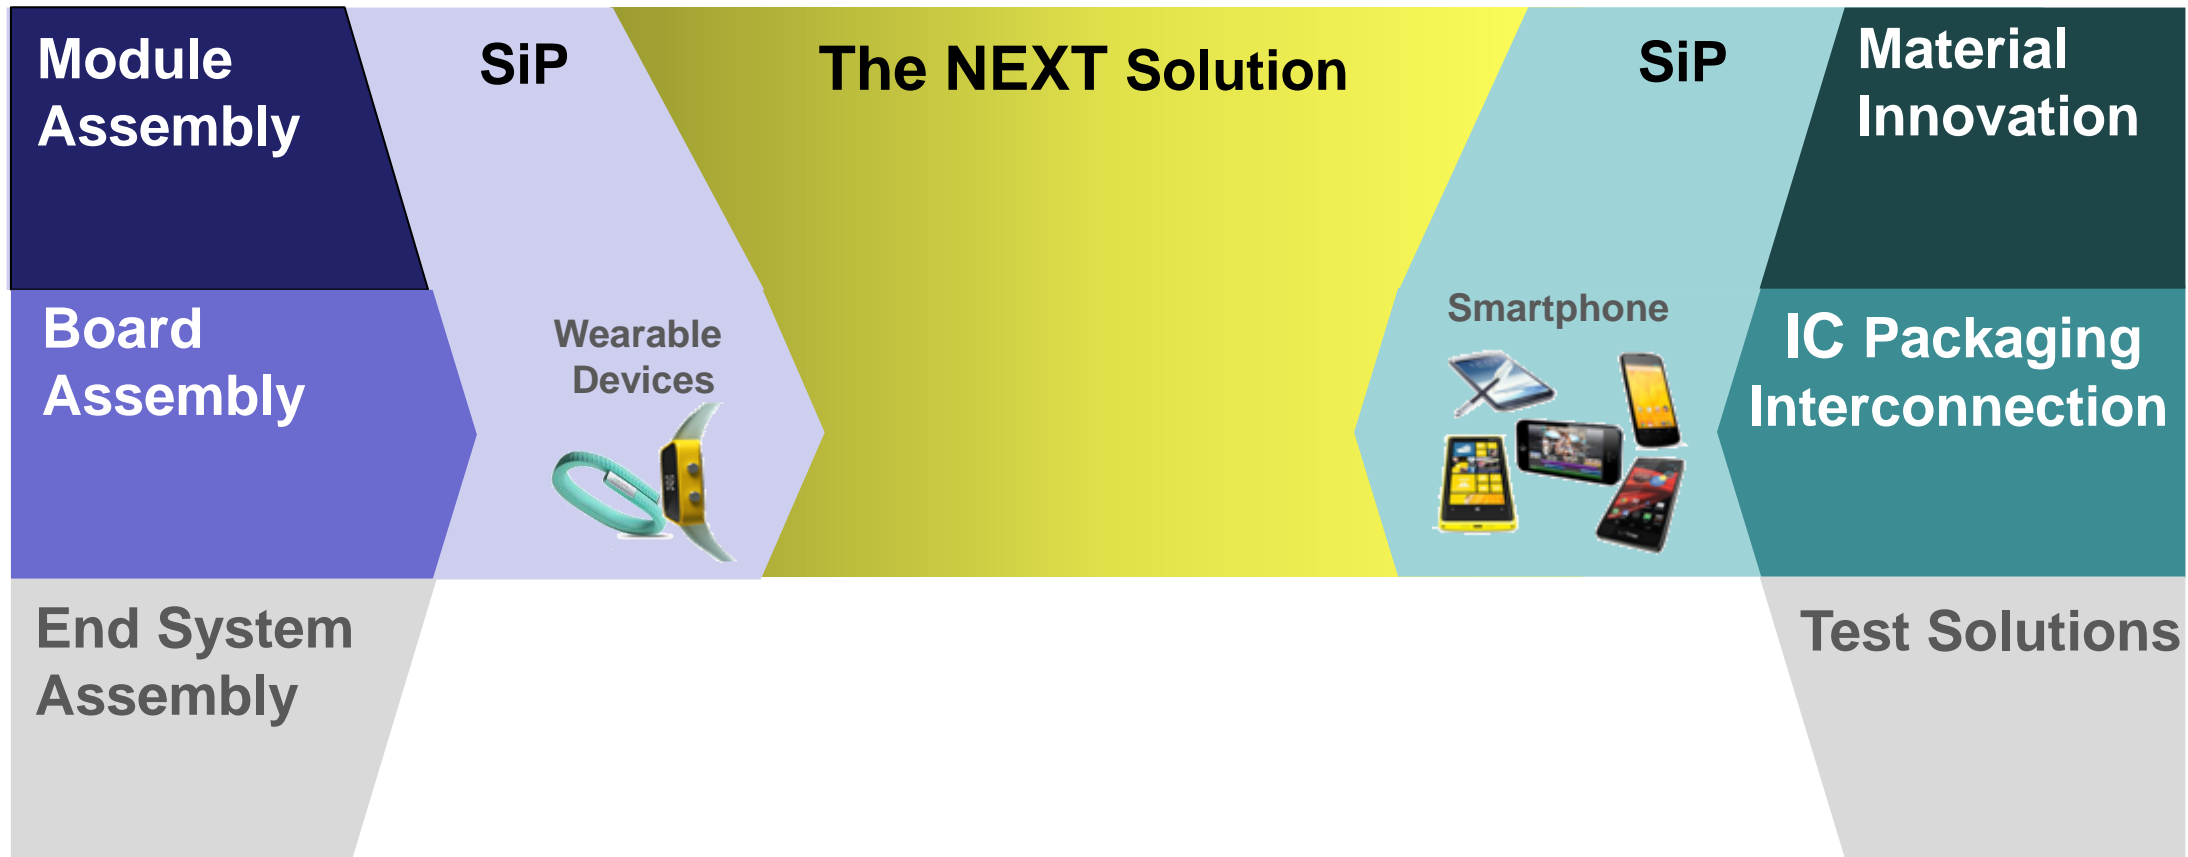 Module
Assembly
SiP
The NEXT Solution
SiP
Material
Innovation
Board
Assembly
Wearable
Devices
Smartphone
IC Packaging
Interconnection
End System
Assembly
Test Solutions